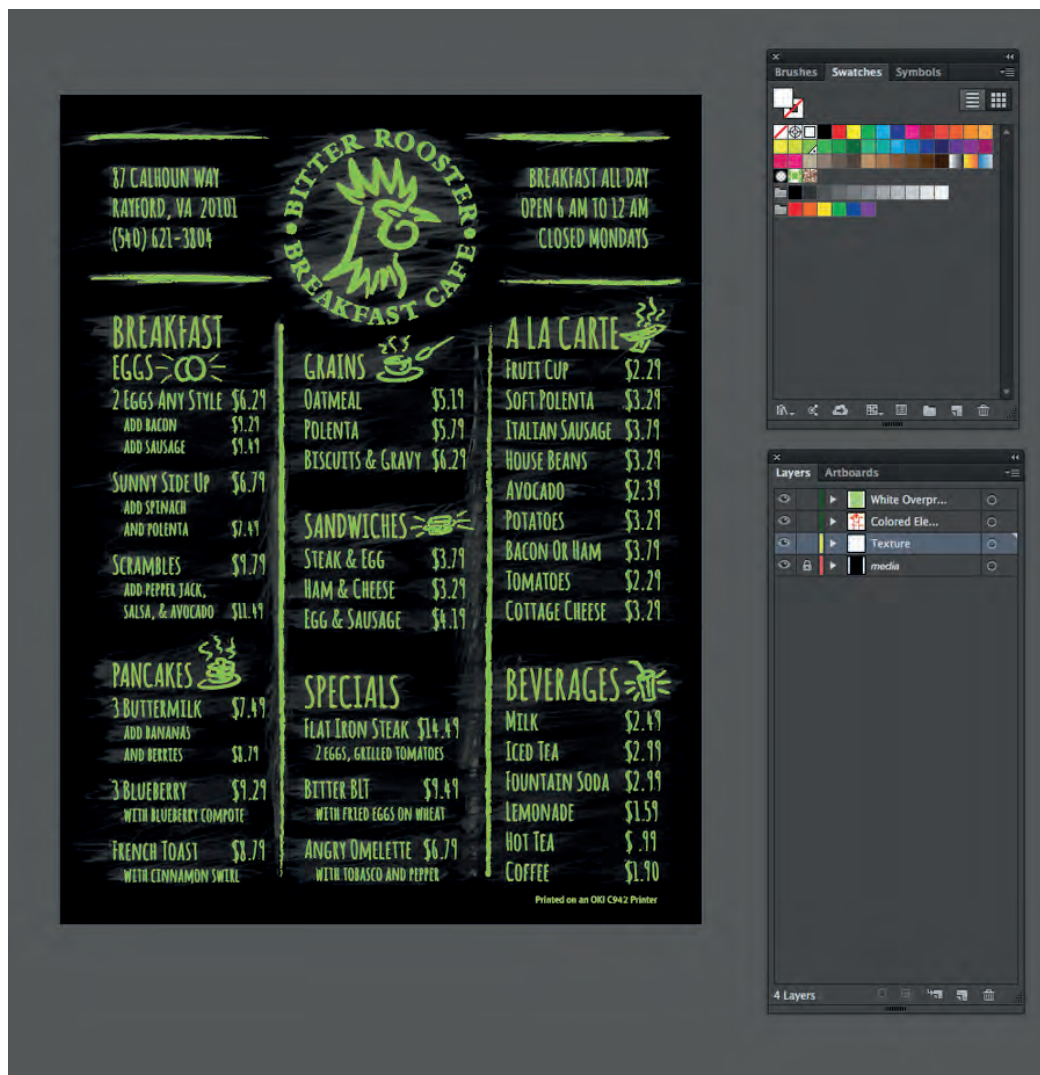 BITTER ROOSTER
BREAKFAST CAFE
87 CALHOUN WAY
RAYFORD, VA 20101
(540) 621-3804
BREAKFAST ALL DAY
OPEN 6 AM TO 12 AM
CLOSED MONDAYS
BREAKFAST
EGGS
2 EGGS ANY STYLE $6.29
ADD BACON $9.29
ADD SAUSAGE $9.49
SUNNY SIDE UP $6.79
ADD SPINACH
AND POLENTA $7.49
SCRAMBLES $9.79
ADD PEPPER JACK,
SALSA, & AVOCADO $11.49
PANCAKES
3 BUTTERMILK $7.49
ADD BANANAS
AND BERRIES $8.79
3 BLUEBERRY $9.29
WITH BLUEBERRY COMPOTE
FRENCH TOAST $8.79
WITH CINNAMON SWIRL
GRAINS
OATMEAL $5.19
POLENTA $5.79
BISCUITS & GRAVY $6.29
SANDWICHES
STEAK & EGG $3.79
HAM & CHEESE $3.29
EGG & SAUSAGE $4.19
SPECIALS
FLAT IRON STEAK $14.49
2 EGGS, GRILLED TOMATOES
BITTER BLT $9.49
WITH FRIED EGGS ON WHEAT
ANGRY OMELETTE $6.79
WITH TOBASCO AND PEPPER
A LA CARTE
FRUIT CUP $2.29
SOFT POLENTA $3.29
ITALIAN SAUSAGE $3.79
HOUSE BEANS $3.29
AVOCADO $2.39
POTATOES $3.29
BACON OR HAM $3.79
TOMATOES $2.29
COTTAGE CHEESE $3.29
BEVERAGES
MILK $2.49
ICED TEA $2.99
FOUNTAIN SODA $2.99
LEMONADE $1.59
HOT TEA $ .99
COFFEE $1.90
Printed on an OKI C942 Printer
Brushes Swatches Symbols
Layers Artboards
White Overpr...
Colored Ele...
Texture
media
4 Layers